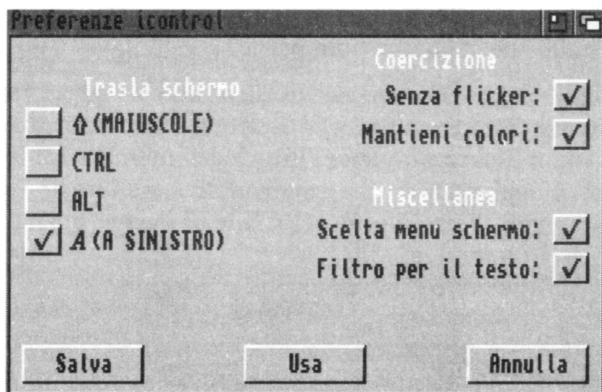 Preferenze icontrol
Trasla schermo
⇧ (MAIUSCOLE)
CTRL
ALT
A (A SINISTRO)
Coercizione
Senza flicker:
Mantieni colori:
Miscellanea
Scelta menu schermo:
Filtro per il testo:
Salva
Usa
Annulla